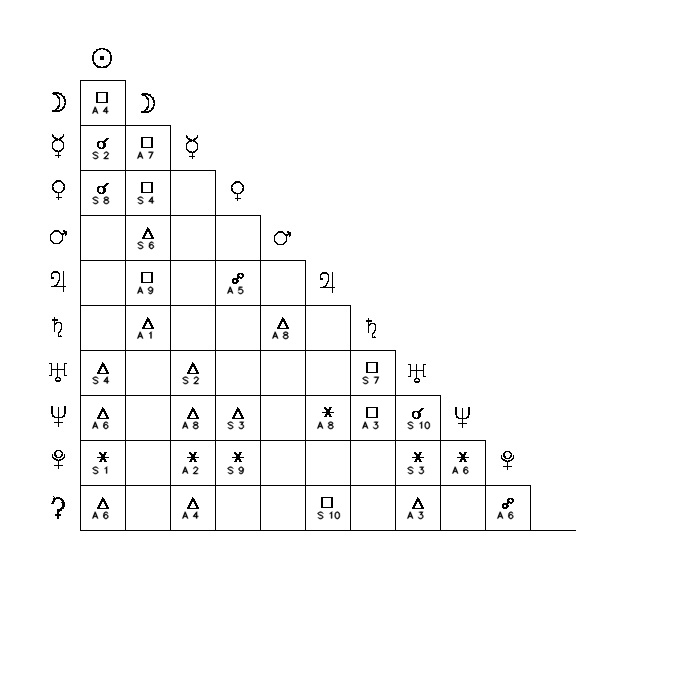 ☉
☽ □ A 4 ☽
☿ ☌ S 2 □ A 7 ☿
♀ ☌ S 8 □ S 4 ♀
♂ △ S 6 ♂
♃ □ A 9 ☍ A 5 ♃
♄ △ A 1 △ A 8 ♄
♅ △ S 4 △ S 2 □ S 7 ♅
♆ △ A 6 △ A 8 △ S 3 ⚹ A 8 □ A 3 ☌ S 10 ♆
♇ ⚹ S 1 ⚹ A 2 ⚹ S 9 ⚹ S 3 ⚹ A 6 ♇
⚳ △ A 6 △ A 4 □ S 10 △ A 3 ☍ A 6